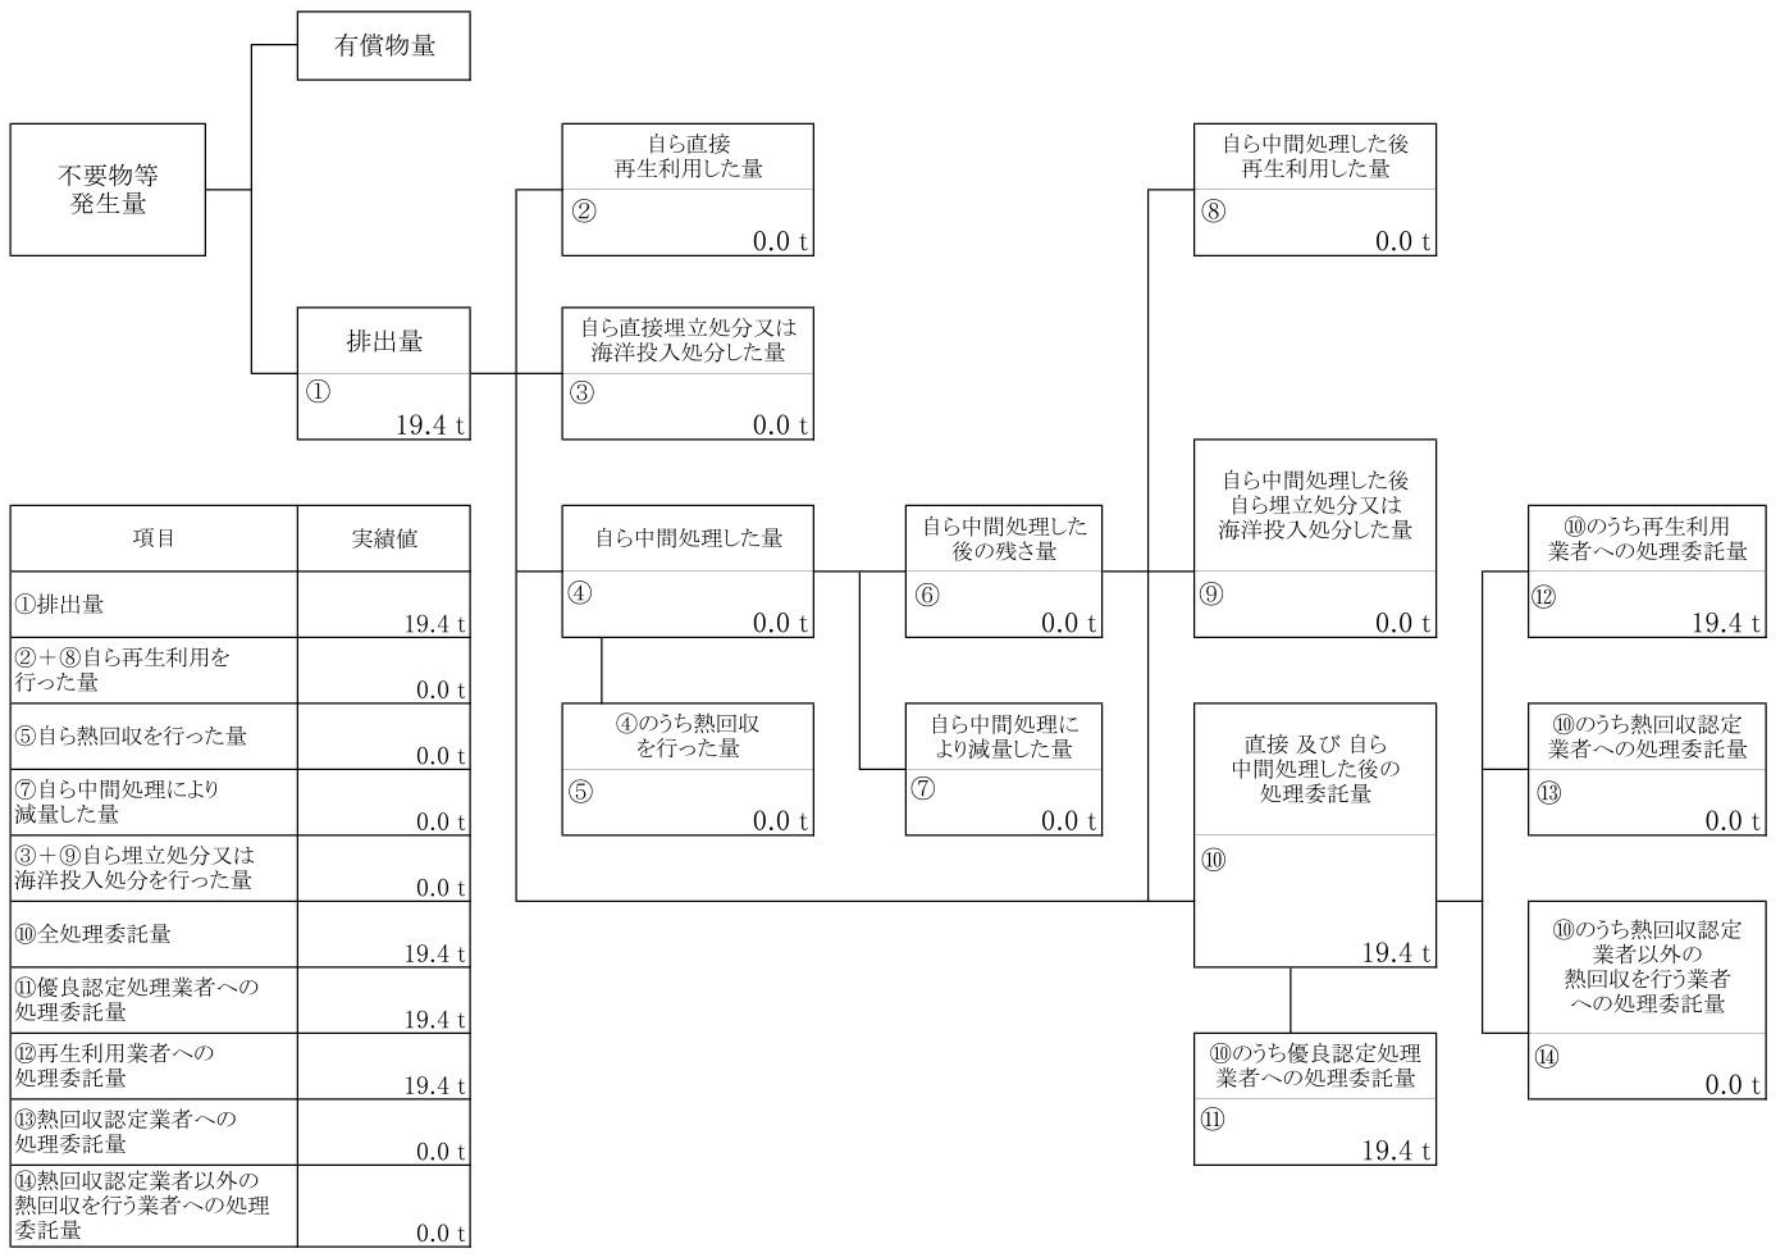 有償物量
不要物等
発生量
排出量
①
19.4 t
自ら直接
再生利用した量
②
0.0 t
自ら直接埋立処分又は
海洋投入処分した量
③
0.0 t
自ら中間処理した量
④
0.0 t
④のうち熱回収
を行った量
⑤
0.0 t
自ら中間処理した
後の残さ量
⑥
0.0 t
自ら中間処理に
より減量した量
⑦
0.0 t
自ら中間処理した後
再生利用した量
⑧
0.0 t
自ら中間処理した後
自ら埋立処分又は
海洋投入処分した量
⑨
0.0 t
直接 及び 自ら
中間処理した後の
処理委託量
⑩
19.4 t
⑩のうち優良認定処理
業者への処理委託量
⑪
19.4 t
⑩のうち再生利用
業者への処理委託量
⑫
19.4 t
⑩のうち熱回収認定
業者への処理委託量
⑬
0.0 t
⑩のうち熱回収認定
業者以外の
熱回収を行う業者
への処理委託量
⑭
0.0 t
項目 実績値
①排出量
19.4 t
②＋⑧自ら再生利用を
行った量
0.0 t
⑤自ら熱回収を行った量
0.0 t
⑦自ら中間処理により
減量した量
0.0 t
③＋⑨自ら埋立処分又は
海洋投入処分を行った量
0.0 t
⑩全処理委託量
19.4 t
⑪優良認定処理業者への
処理委託量
19.4 t
⑫再生利用業者への
処理委託量
19.4 t
⑬熱回収認定業者への
処理委託量
0.0 t
⑭熱回収認定業者以外の
熱回収を行う業者への処理
委託量
0.0 t